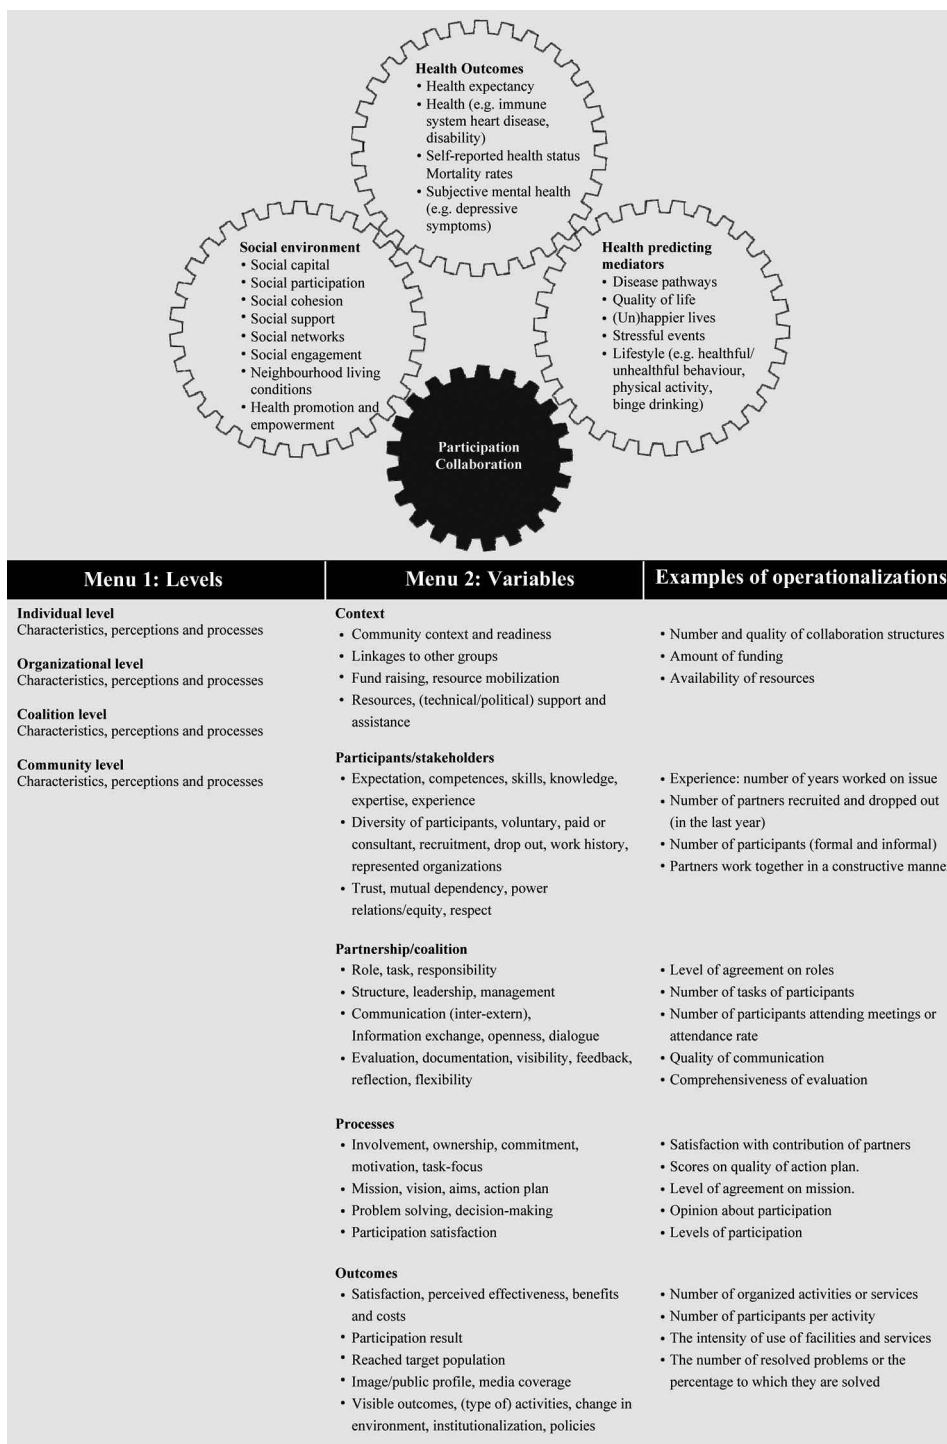 Health Outcomes
• Health expectancy
• Health (e.g. immune
system heart disease,
disability)
• Self-reported health status
Mortality rates
• Subjective mental health
(e.g. depressive
symptoms)
Social environment
• Social capital
• Social participation
• Social cohesion
• Social support
• Social networks
• Social engagement
• Neighbourhood living
conditions
• Health promotion and
empowerment
Health predicting
mediators
• Disease pathways
• Quality of life
• (Un)happier lives
• Stressful events
• Lifestyle (e.g. healthful/
unhealthful behaviour,
physical activity,
binge drinking)
Participation
Collaboration
Menu 1: Levels
Individual level
Characteristics, perceptions and processes
Organizational level
Characteristics, perceptions and processes
Coalition level
Characteristics, perceptions and processes
Community level
Characteristics, perceptions and processes
Menu 2: Variables
Context
• Community context and readiness
• Linkages to other groups
• Fund raising, resource mobilization
• Resources, (technical/political) support and
assistance
Participants/stakeholders
• Expectation, competences, skills, knowledge,
expertise, experience
• Diversity of participants, voluntary, paid or
consultant, recruitment, drop out, work history,
represented organizations
• Trust, mutual dependency, power
relations/equity, respect
Partnership/coalition
• Role, task, responsibility
• Structure, leadership, management
• Communication (inter-extern),
Information exchange, openness, dialogue
• Evaluation, documentation, visibility, feedback,
reflection, flexibility
Processes
• Involvement, ownership, commitment,
motivation, task-focus
• Mission, vision, aims, action plan
• Problem solving, decision-making
• Participation satisfaction
Outcomes
• Satisfaction, perceived effectiveness, benefits
and costs
• Participation result
• Reached target population
• Image/public profile, media coverage
• Visible outcomes, (type of) activities, change in
environment, institutionalization, policies
Examples of operationalizations
• Number and quality of collaboration structures
• Amount of funding
• Availability of resources
• Experience: number of years worked on issue
• Number of partners recruited and dropped out
(in the last year)
• Number of participants (formal and informal)
• Partners work together in a constructive manne
• Level of agreement on roles
• Number of tasks of participants
• Number of participants attending meetings or
attendance rate
• Quality of communication
• Comprehensiveness of evaluation
• Satisfaction with contribution of partners
• Scores on quality of action plan.
• Level of agreement on mission.
• Opinion about participation
• Levels of participation
• Number of organized activities or services
• Number of participants per activity
• The intensity of use of facilities and services
• The number of resolved problems or the
percentage to which they are solved